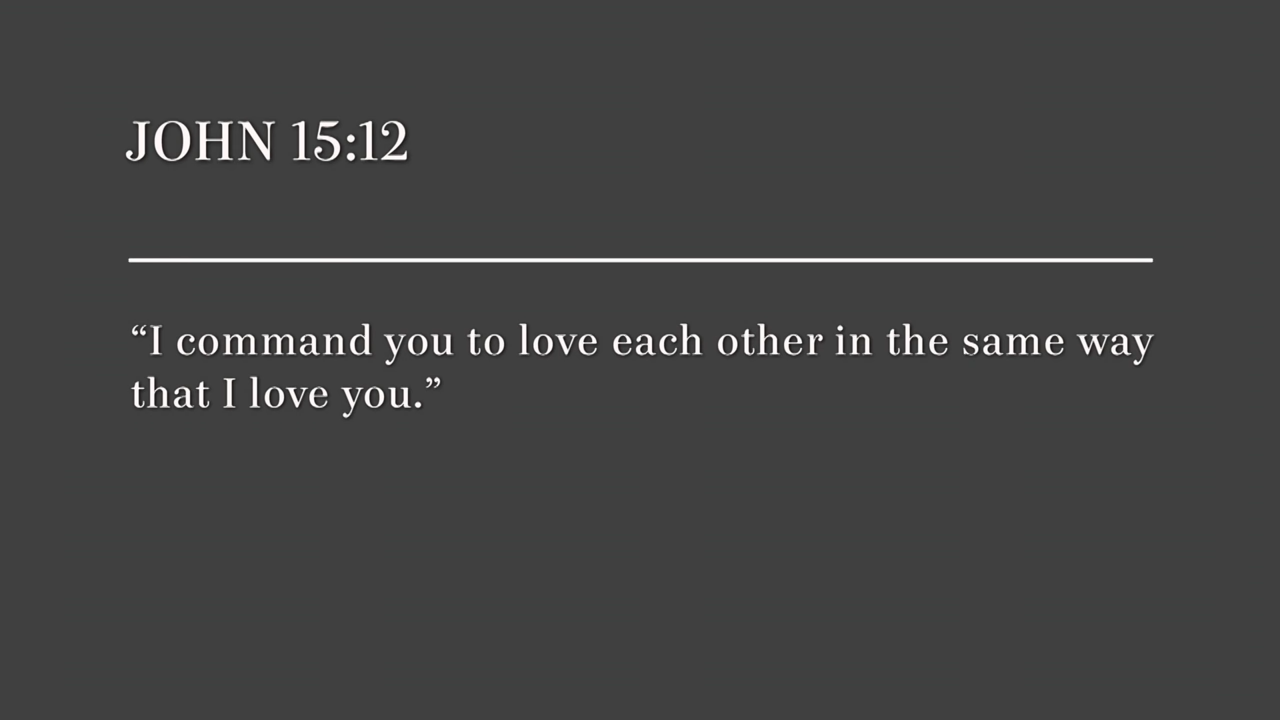 JOHN 15:12
“I command you to love each other in the same way
that I love you.”